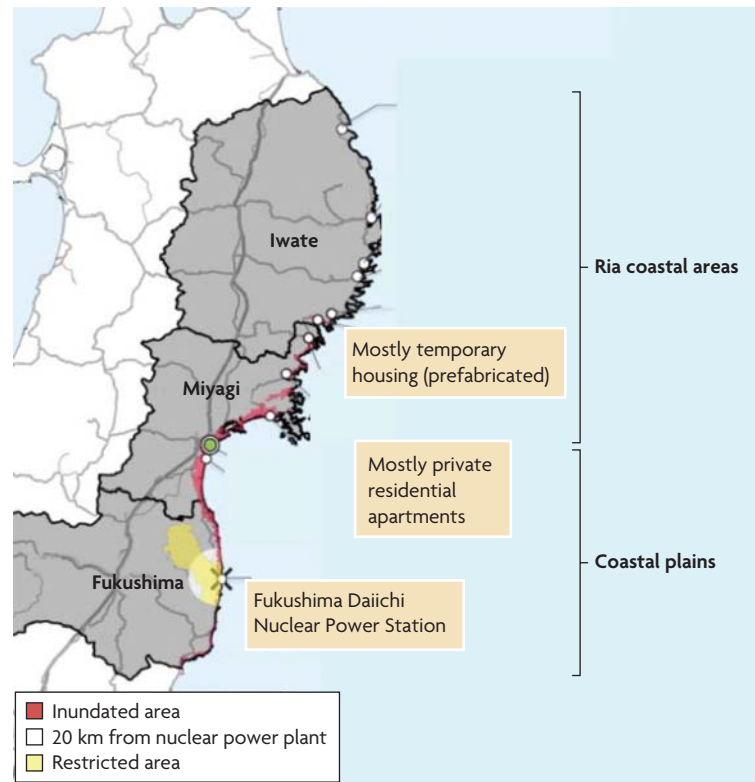 Iwate
Ria coastal areas
Mostly temporary
housing (prefabricated)
Miyagi
Mostly private
residential
apartments
Coastal plains
Fukushima
Fukushima Daiichi
Nuclear Power Station
Inundated area
20 km from nuclear power plant
Restricted area